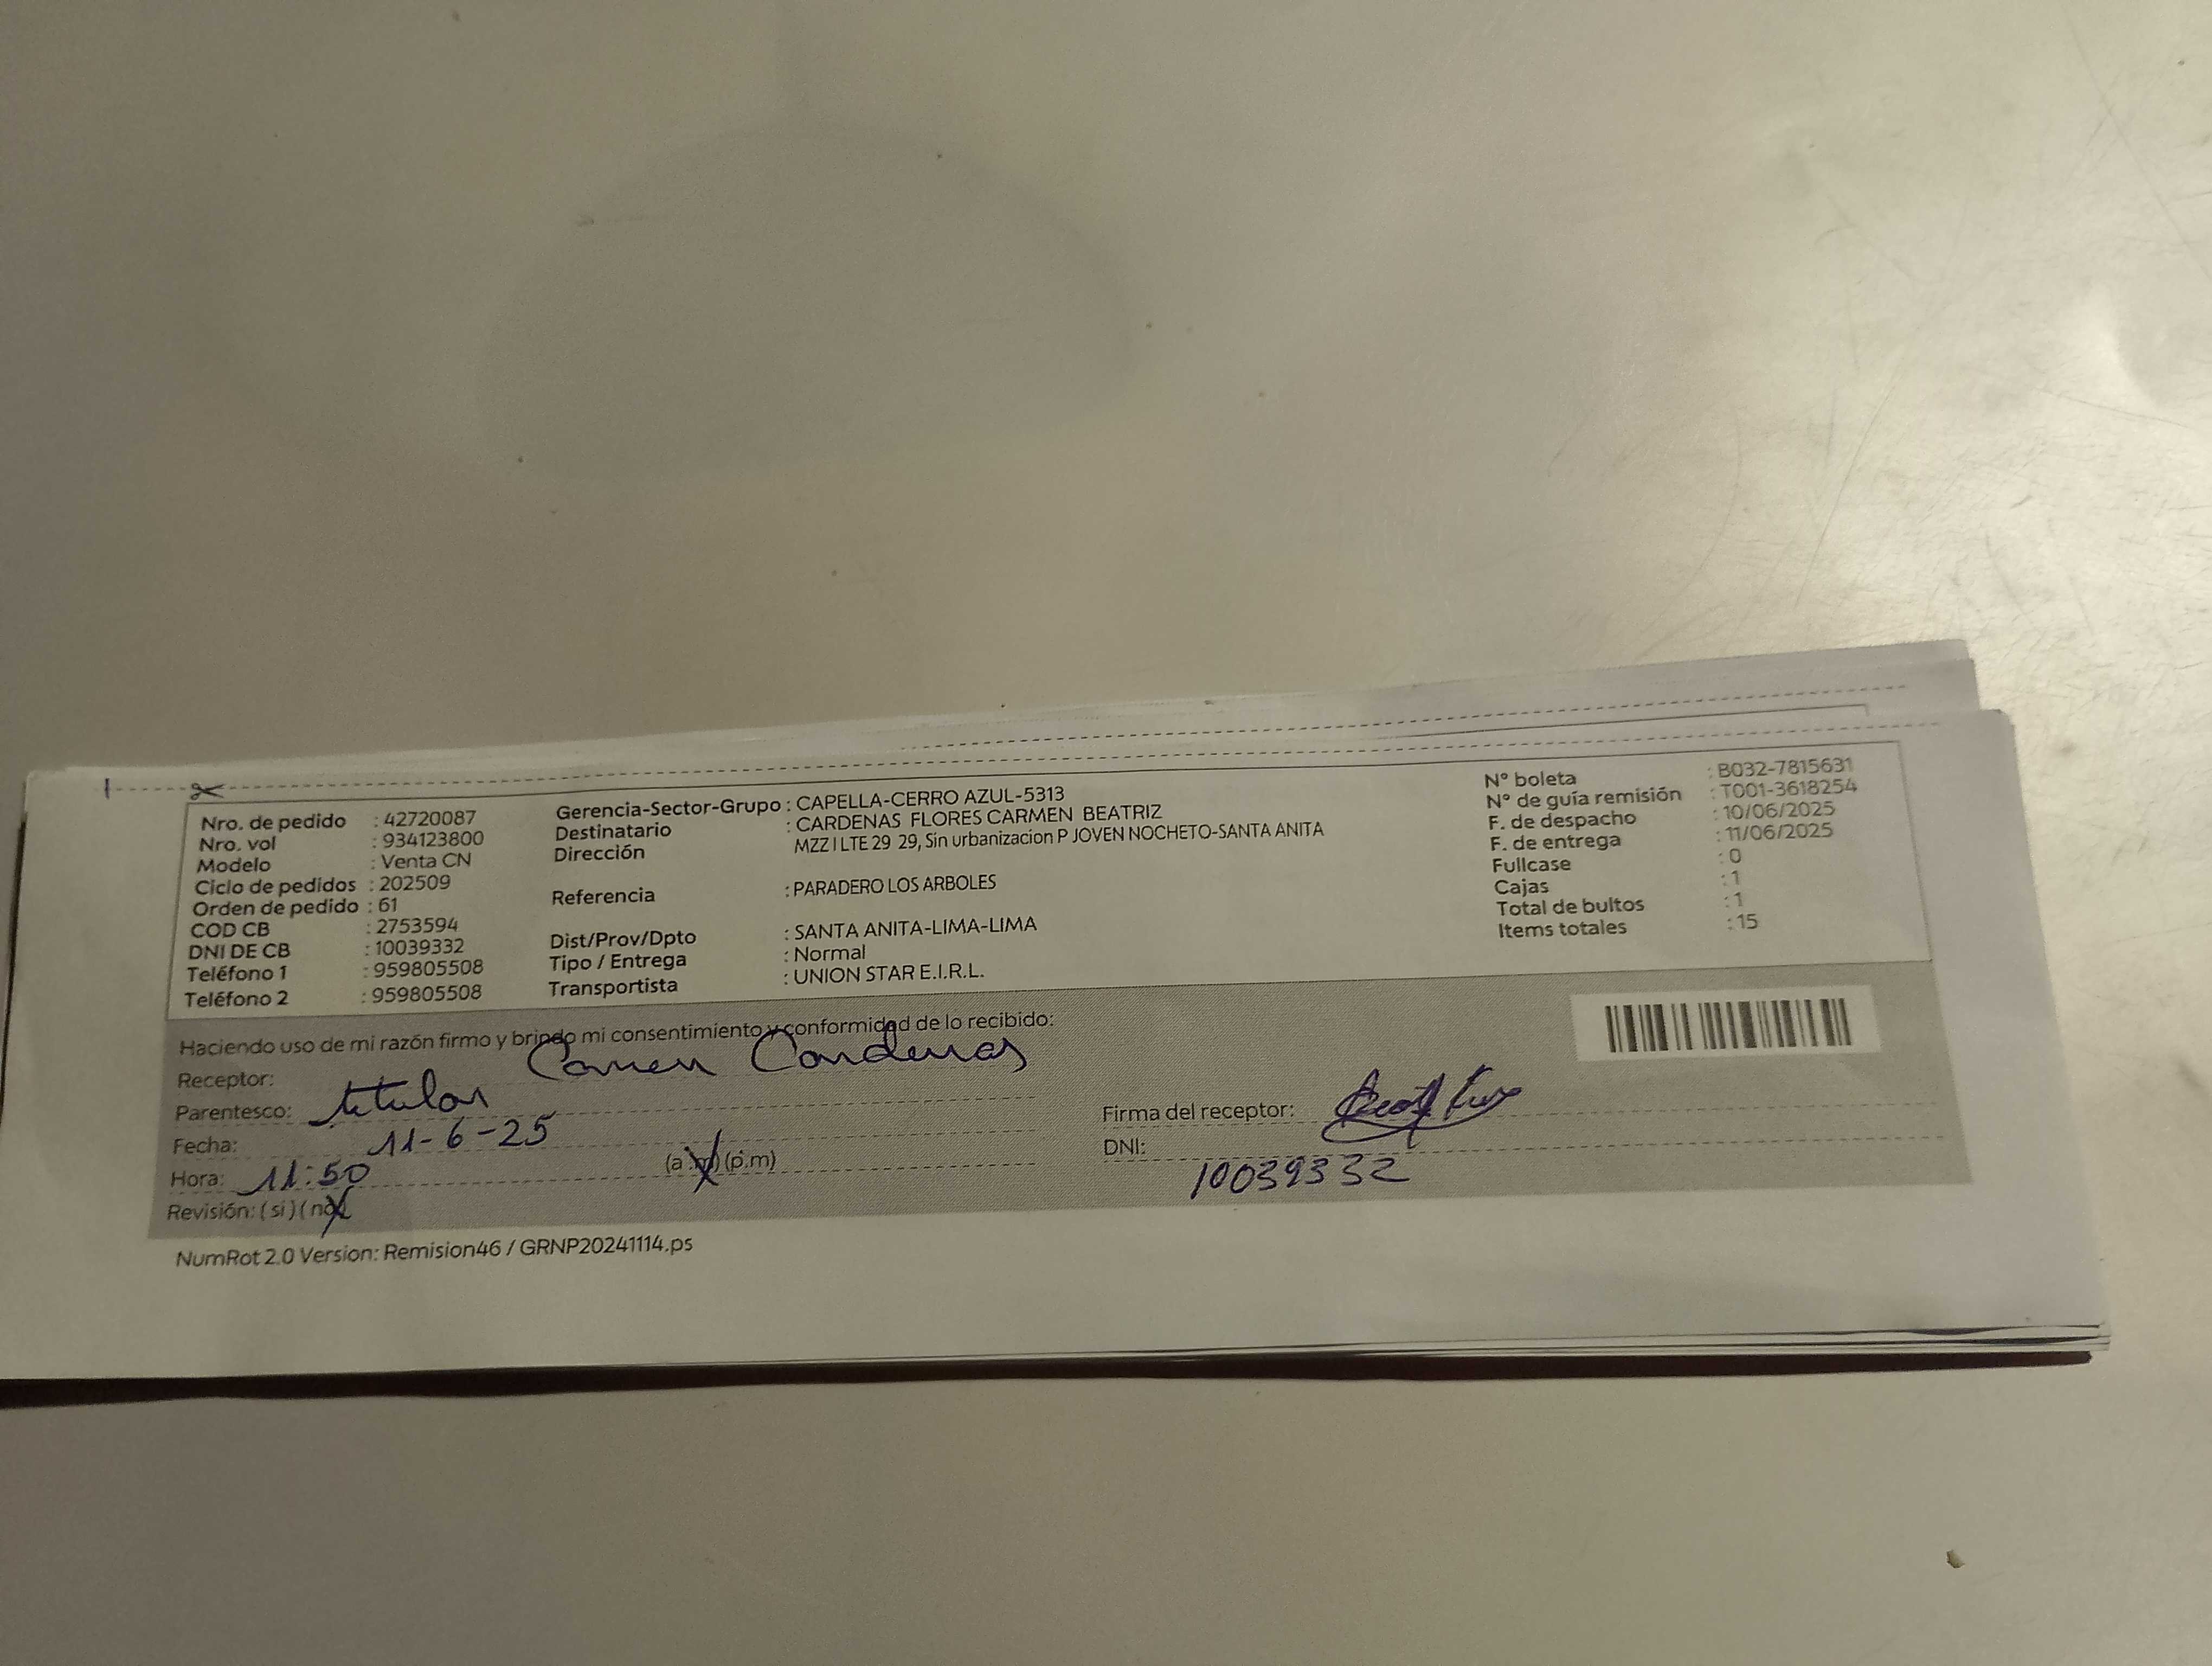 Nro. de pedido : 42720087
Nro. vol : 934123800
Modelo : Venta CN
Ciclo de pedidos : 202509
Orden de pedido : 61
COD CB : 2753594
DNI DE CB : 10039332
Teléfono 1 : 959805508
Teléfono 2 : 959805508
Gerencia-Sector-Grupo : CAPELLA-CERRO AZUL-5313
Destinatario : CARDENAS FLORES CARMEN BEATRIZ
Dirección MZZ I LTE 29 29, Sin urbanizacion P JOVEN NOCHETO-SANTA ANITA
Referencia : PARADERO LOS ARBOLES
Dist/Prov/Dpto : SANTA ANITA-LIMA-LIMA
Tipo / Entrega : Normal
Transportista : UNION STAR E.I.R.L.
N° boleta : B032-7815631
N° de guía remisión : T001-3618254
F. de despacho : 10/06/2025
F. de entrega : 11/06/2025
Fullcase : 0
Cajas : 1
Total de bultos : 1
Items totales : 15
Haciendo uso de mi razón firmo y brindo mi consentimiento y conformidad de lo recibido:
Receptor: Carmen Cardenas
Parentesco: titular
Fecha: 11-6-25
Hora: 11:50 (a.m) (p.m)
Revisión: (si) (no)
Firma del receptor:
DNI: 10039332
NumRot 2.0 Version: Remision46 / GRNP20241114.ps